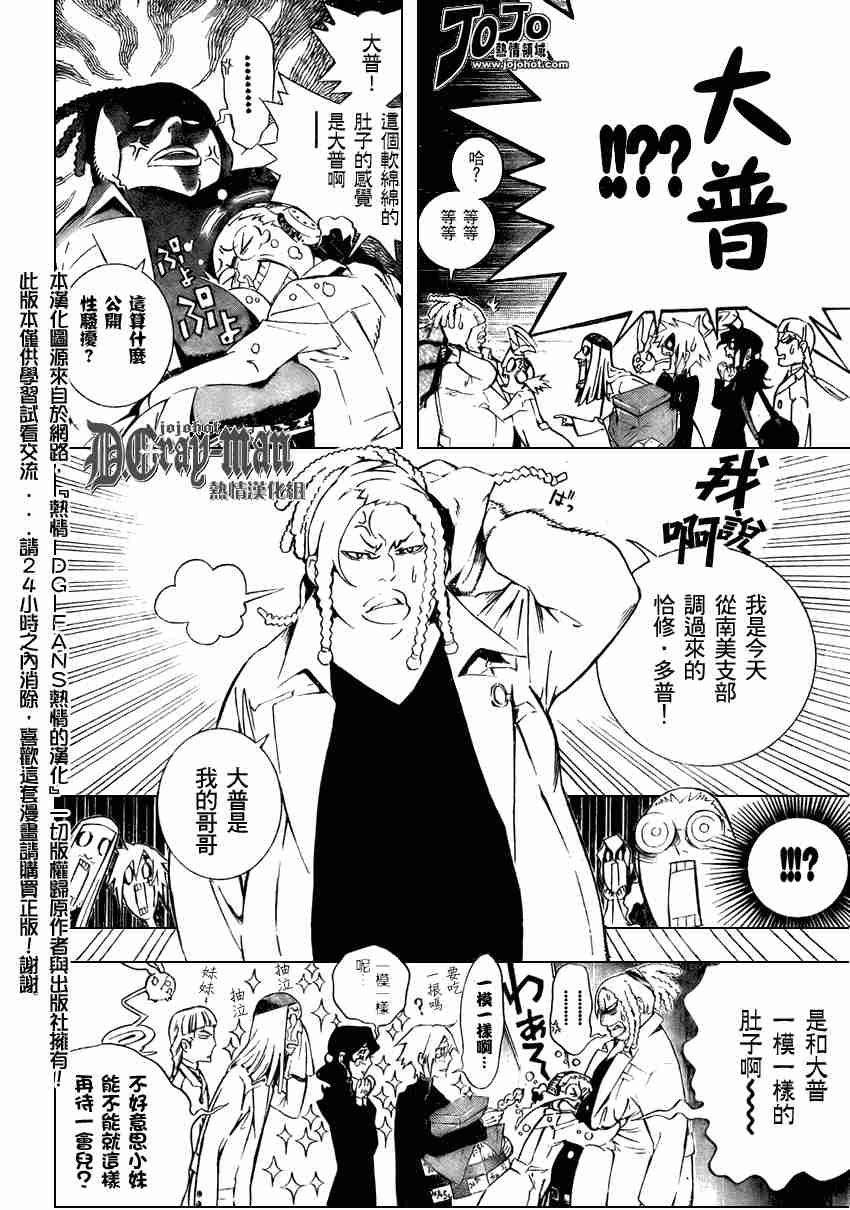 JOJO
熱情領域
www.jojohot.com
大普
!!???
哈?
等等
等等
大普!
這個軟綿綿的
肚子的感覺
是大普啊
———
………
ぷよ
ぷよ
這算什麼
公開
性騷擾?
jojohot
D.Gray-Man
熱情漢化組
我說
啊
我是今天
從南美支部
調過來的
恰修·多普!
大普是
我的哥哥
!!!?
是和大普
一模一樣的
肚子啊~~~
………
わぁ
一模一樣啊…
要吃
一根嗎
?
一模一樣
呢…
抽泣
抽泣
妹妹
不好意思小妹
能不能就這樣
再待一會兒?
本漢化圖源來自於網路.『熱情┃DG┃FANS熱情的漢化』一切版權歸原作者與出版社擁有!
此版本僅供學習試看交流...請24小時之內消除.喜歡這套漫畫請購買正版!謝謝